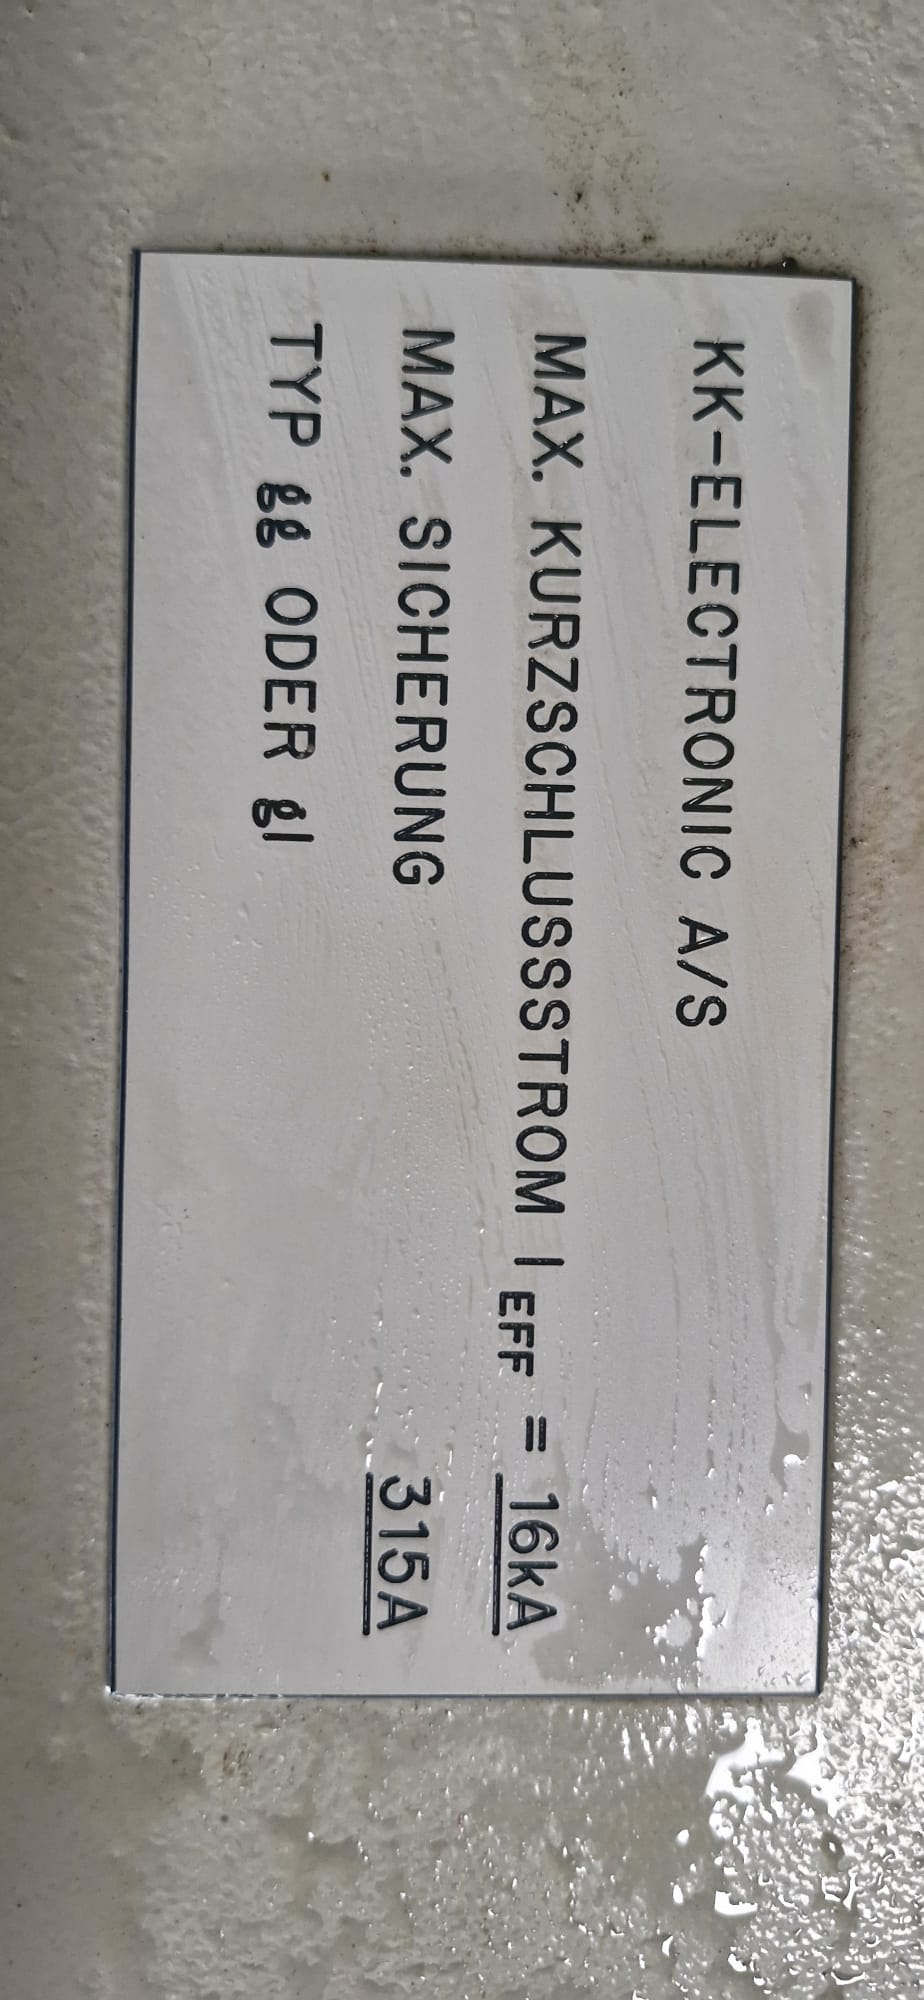 KK-ELECTRONIC A/S
MAX. KURZSCHLUSSSTROM I EFF = 16kA
MAX. SICHERUNG 315A
TYP gg ODER gl